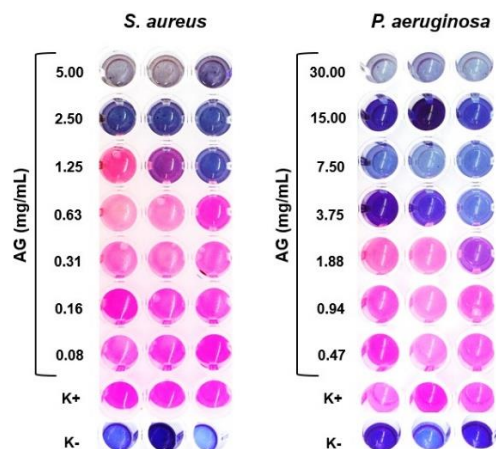 S. aureus
AG (mg/mL)
5.00
2.50
1.25
0.63
0.31
0.16
0.08
K+
K-
P. aeruginosa
AG (mg/mL)
30.00
15.00
7.50
3.75
1.88
0.94
0.47
K+
K-